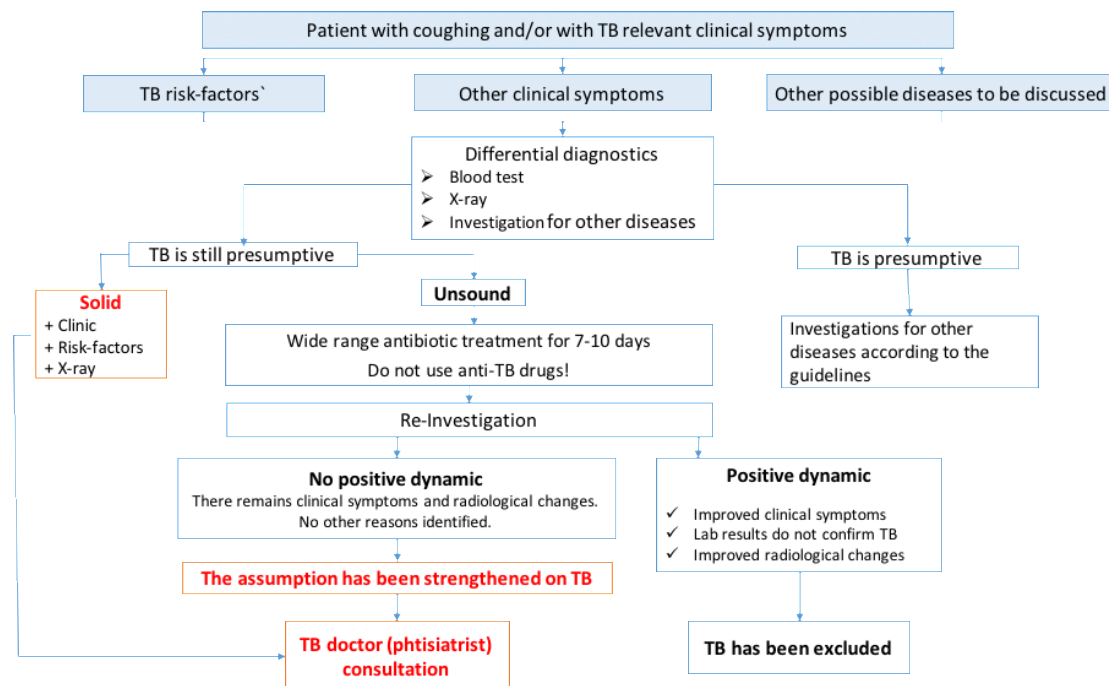 Patient with coughing and/or with TB relevant clinical symptoms
TB risk-factors`
Other clinical symptoms
Other possible diseases to be discussed
Differential diagnostics
➢ Blood test
➢ X-ray
➢ Investigation for other diseases
TB is still presumptive
TB is presumptive
Solid
+ Clinic
+ Risk-factors
+ X-ray
Unsound
Wide range antibiotic treatment for 7-10 days
Do not use anti-TB drugs!
Investigations for other
diseases according to the
guidelines
Re-Investigation
No positive dynamic
There remains clinical symptoms and radiological changes.
No other reasons identified.
Positive dynamic
✓ Improved clinical symptoms
✓ Lab results do not confirm TB
✓ Improved radiological changes
The assumption has been strengthened on TB
TB doctor (phtisiatrist)
consultation
TB has been excluded